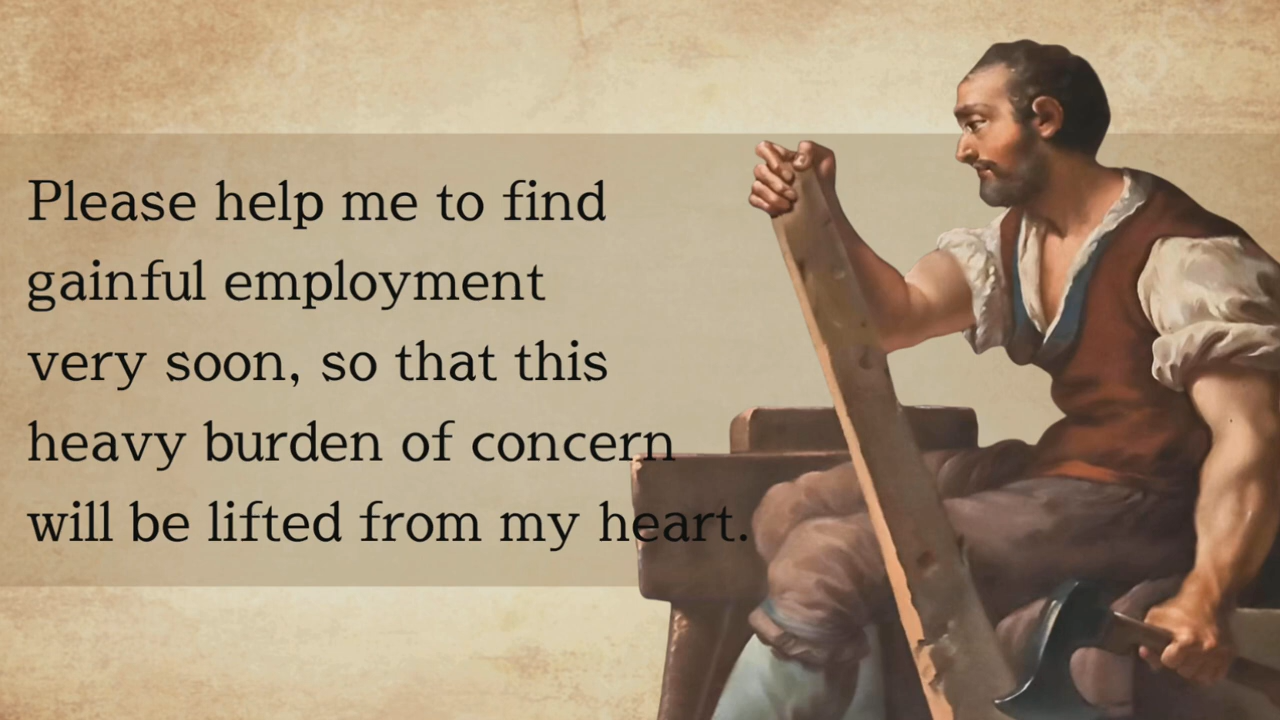 Please help me to find
gainful employment
very soon, so that this
heavy burden of concern
will be lifted from my heart.